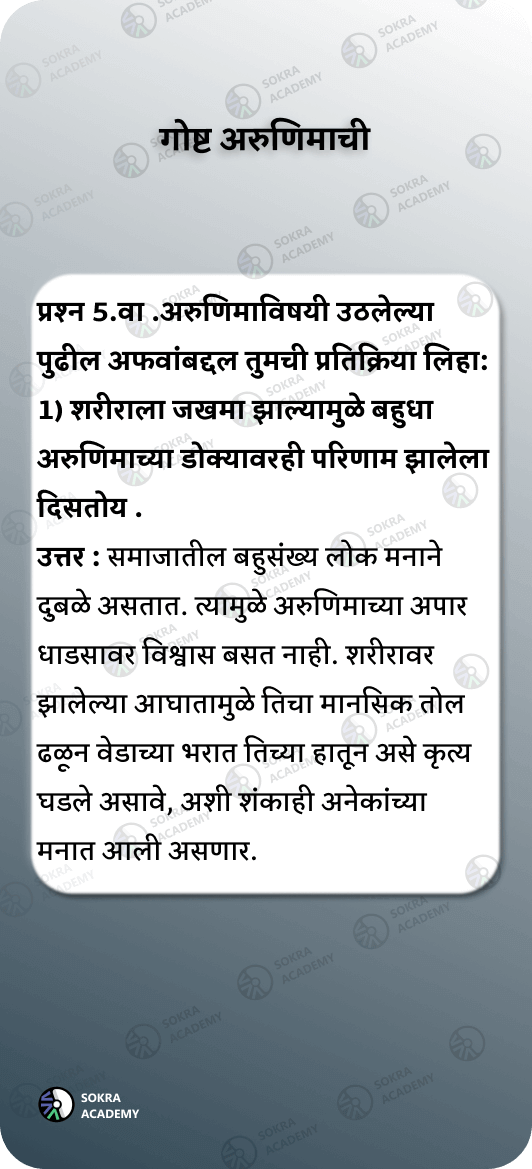 गोष्ट अरुणिमाची
प्रश्न 5.वा .अरुणिमाविषयी उठलेल्या
पुढील अफवांबद्दल तुमची प्रतिक्रिया लिहा:
1) शरीराला जखमा झाल्यामुळे बहुधा
अरुणिमाच्या डोक्यावरही परिणाम झालेला
दिसतोय .
उत्तर : समाजातील बहुसंख्य लोक मनाने
दुबळे असतात. त्यामुळे अरुणिमाच्या अपार
धाडसावर विश्वास बसत नाही. शरीरावर
झालेल्या आघातामुळे तिचा मानसिक तोल
ढळून वेडाच्या भरात तिच्या हातून असे कृत्य
घडले असावे, अशी शंकाही अनेकांच्या
मनात आली असणार.
SOKRA
ACADEMY